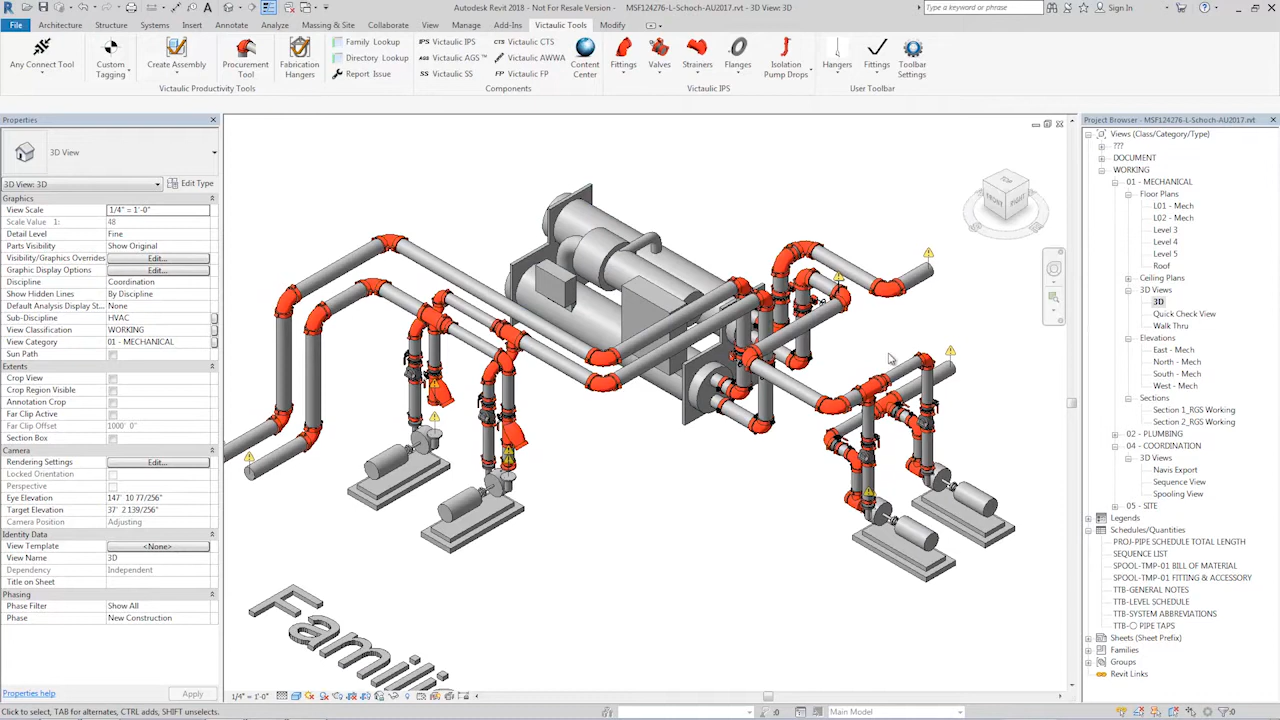 Autodesk Revit 2018 - Not For Resale Version - MSF124276-L-Schoch-AU2017.rvt - 3D View: 3D
Type a keyword or phrase
Sign In
File Architecture Structure Systems Insert Annotate Analyze Massing & Site Collaborate View Manage Add-Ins Victaulic Tools Modify
Any Connect Tool
Custom Tagging
Create Assembly
Procurement Tool
Fabrication Hangers
Family Lookup
Directory Lookup
Report Issue
Victaulic Productivity Tools
IPS Victaulic IPS
AGS Victaulic AGS™
SS Victaulic SS
CTS Victaulic CTS
Victaulic AWWA
FP Victaulic FP
Content Center
Components
Fittings
Valves
Strainers
Flanges
Isolation Pump Drops
Victaulic IPS
Hangers
Fittings
Toolbar Settings
User Toolbar
Properties
3D View
3D View: 3D
Edit Type
Graphics
View Scale 1/4" = 1'-0"
Scale Value 1: 48
Detail Level Fine
Parts Visibility Show Original
Visibility/Graphics Overrides Edit...
Graphic Display Options Edit...
Discipline Coordination
Show Hidden Lines By Discipline
Default Analysis Display St... None
Sub-Discipline HVAC
View Classification WORKING
View Category 01 - MECHANICAL
Sun Path
Extents
Crop View
Crop Region Visible
Annotation Crop
Far Clip Active
Far Clip Offset 1000' 0"
Section Box
Camera
Rendering Settings Edit...
Locked Orientation
Perspective
Eye Elevation 147' 10 77/256"
Target Elevation 37' 2 139/256"
Camera Position Adjusting
Identity Data
View Template <None>
View Name 3D
Dependency Independent
Title on Sheet
Phasing
Phase Filter Show All
Phase New Construction
Properties help
Apply
TOP
FRONT
RIGHT
Famili
1/4" = 1'-0"
Project Browser - MSF124276-L-Schoch-AU2017.rvt
Views (Class/Category/Type)
???
DOCUMENT
WORKING
01 - MECHANICAL
Floor Plans
L01 - Mech
L02 - Mech
Level 3
Level 4
Level 5
Roof
Ceiling Plans
3D Views
3D
Quick Check View
Walk Thru
Elevations
East - Mech
North - Mech
South - Mech
West - Mech
Sections
Section 1_RGS Working
Section 2_RGS Working
02 - PLUMBING
04 - COORDINATION
3D Views
Navis Export
Sequence View
Spooling View
05 - SITE
Legends
Schedules/Quantities
PROJ-PIPE SCHEDULE TOTAL LENGTH
SEQUENCE LIST
SPOOL-TMP-01 BILL OF MATERIAL
SPOOL-TMP-01 FITTING & ACCESSORY
TTB-GENERAL NOTES
TTB-LEVEL SCHEDULE
TTB-SYSTEM ABBREVIATIONS
TTB-◯ PIPE TAPS
Sheets (Sheet Prefix)
Families
Groups
Revit Links
Click to select, TAB for alternates, CTRL adds, SHIFT unselects.
:0
Main Model
:0